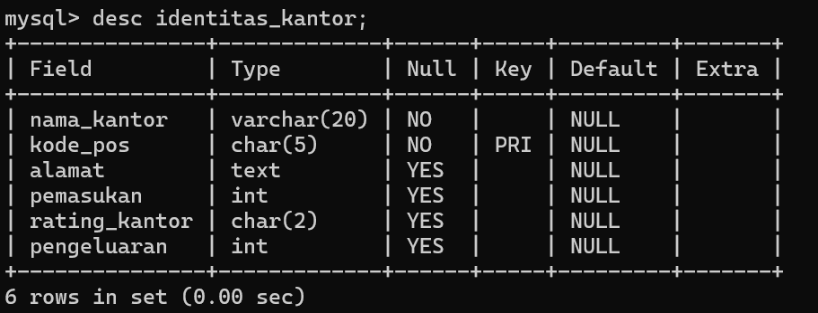 mysql> desc identitas_kantor;
+---------------+-------------+------+-----+---------+-------+
| Field         | Type        | Null | Key | Default | Extra |
+---------------+-------------+------+-----+---------+-------+
| nama_kantor   | varchar(20) | NO   |     | NULL    |       |
| kode_pos      | char(5)     | NO   | PRI | NULL    |       |
| alamat        | text        | YES  |     | NULL    |       |
| pemasukan     | int         | YES  |     | NULL    |       |
| rating_kantor | char(2)     | YES  |     | NULL    |       |
| pengeluaran   | int         | YES  |     | NULL    |       |
+---------------+-------------+------+-----+---------+-------+
6 rows in set (0.00 sec)